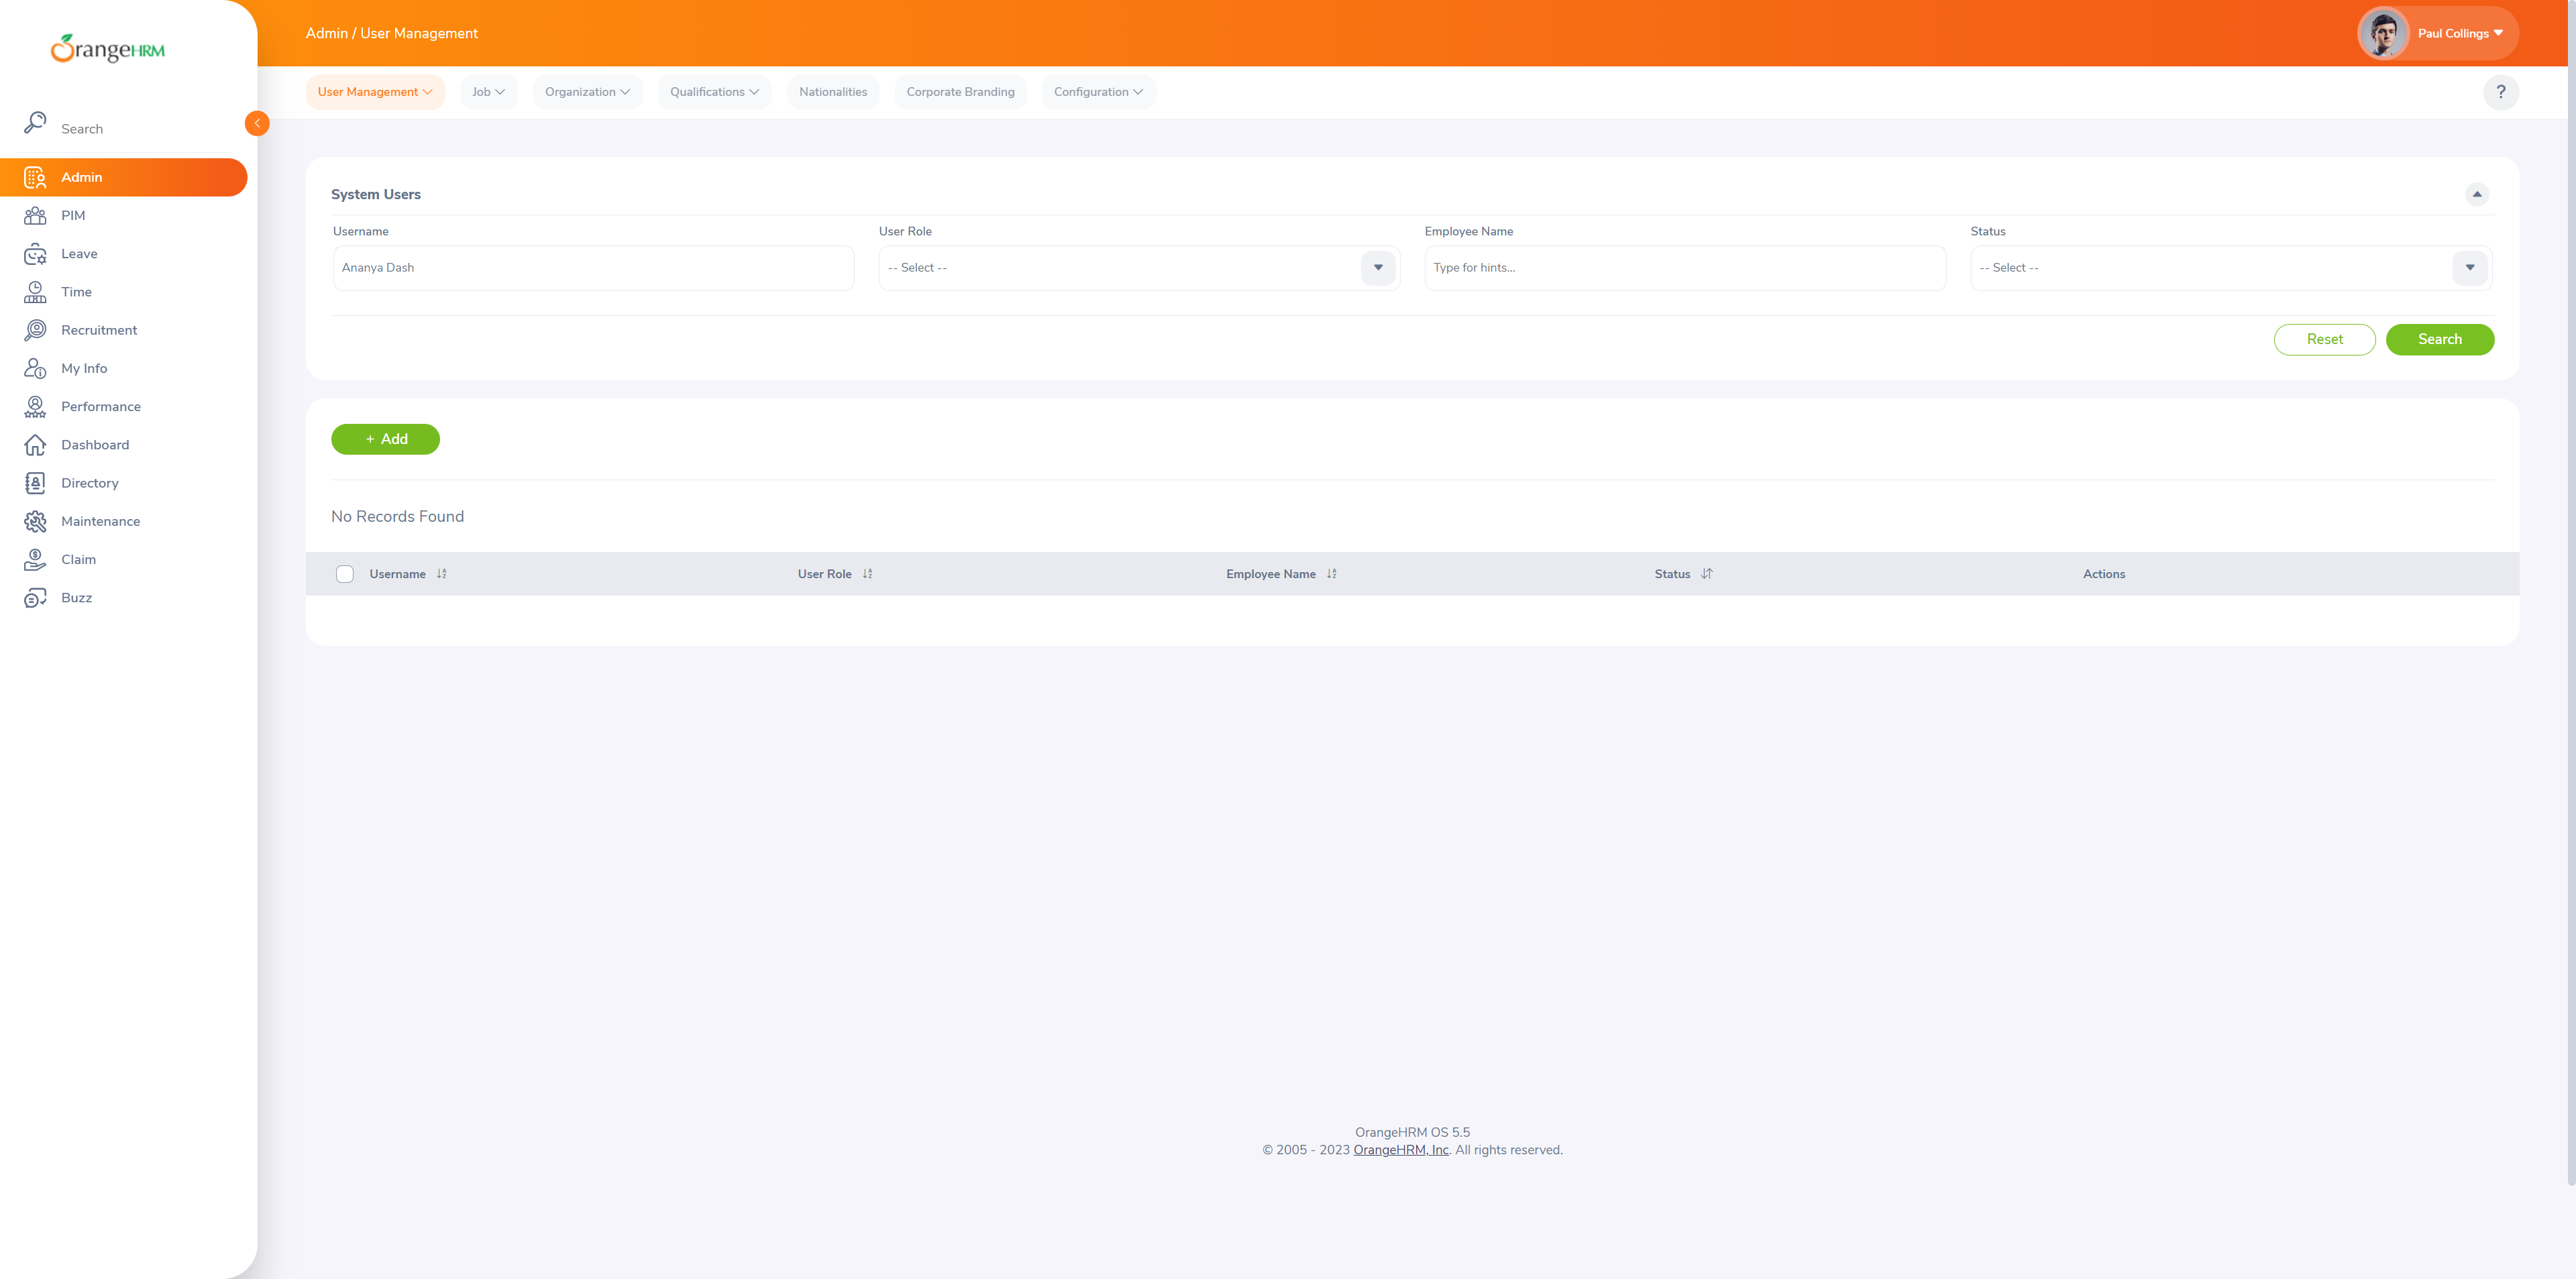 OrangeHRM
Admin / User Management
Paul Collings
User Management
Job
Organization
Qualifications
Nationalities
Corporate Branding
Configuration
?
Search
Admin
PIM
Leave
Time
Recruitment
My Info
Performance
Dashboard
Directory
Maintenance
Claim
Buzz
System Users
Username
User Role
Employee Name
Status
Ananya Dash
-- Select --
Type for hints...
-- Select --
Reset
Search
+ Add
No Records Found
Username
User Role
Employee Name
Status
Actions
OrangeHRM OS 5.5
© 2005 - 2023 OrangeHRM, Inc. All rights reserved.